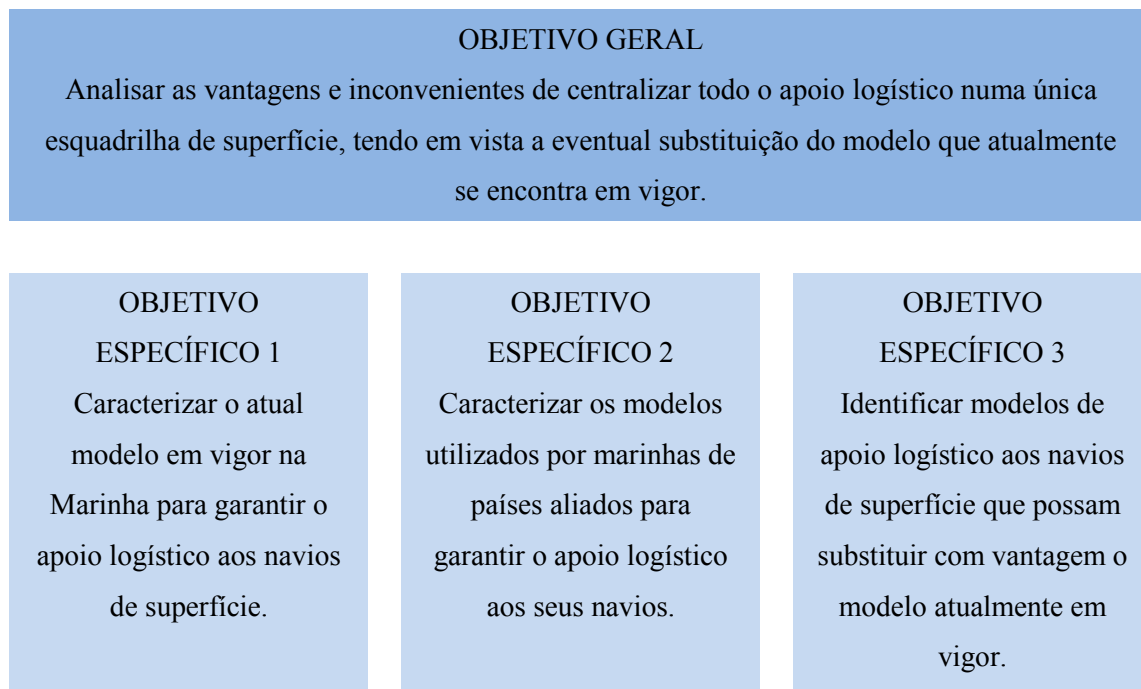 OBJETIVO GERAL
Analisar as vantagens e inconvenientes de centralizar todo o apoio logístico numa única
esquadrilha de superfície, tendo em vista a eventual substituição do modelo que atualmente
se encontra em vigor.
OBJETIVO
ESPECÍFICO 1
Caracterizar o atual
modelo em vigor na
Marinha para garantir o
apoio logístico aos navios
de superfície.
OBJETIVO
ESPECÍFICO 2
Caracterizar os modelos
utilizados por marinhas de
países aliados para
garantir o apoio logístico
aos seus navios.
OBJETIVO
ESPECÍFICO 3
Identificar modelos de
apoio logístico aos navios
de superfície que possam
substituir com vantagem o
modelo atualmente em
vigor.